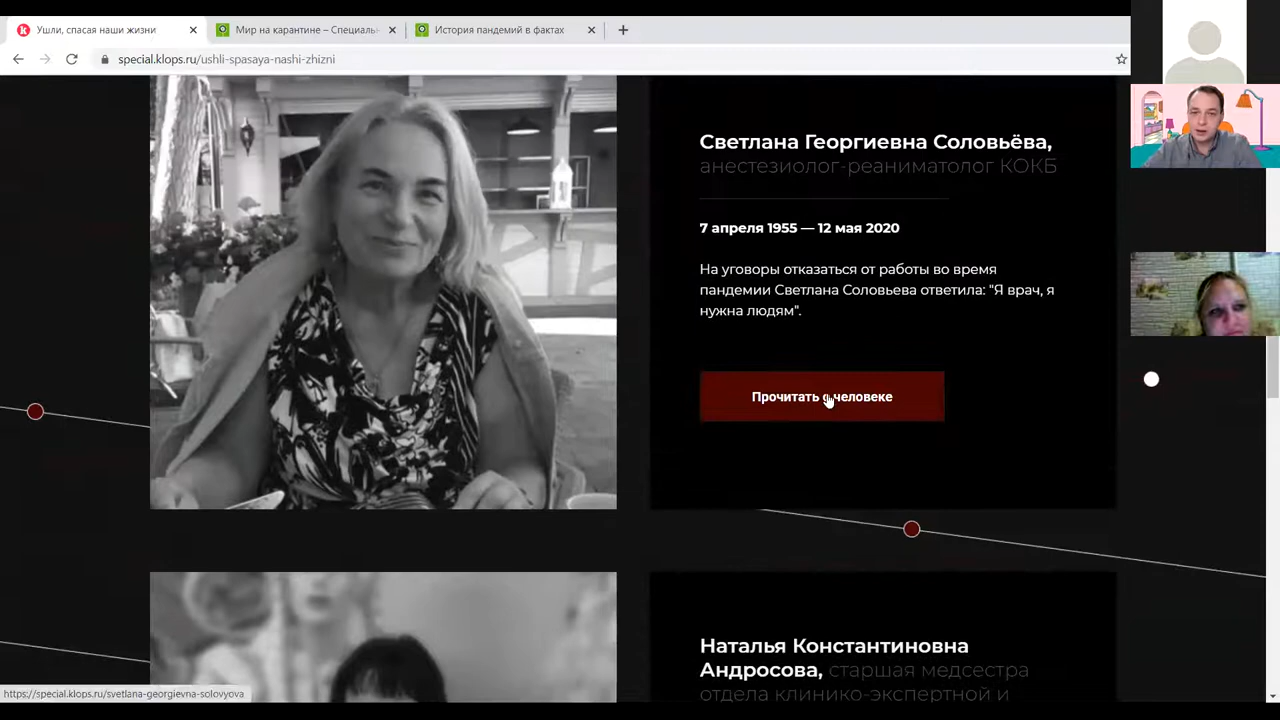 Ушли, спасая наши жизни
Мир на карантине – Специаль
История пандемий в фактах
special.klops.ru/ushli-spasaya-nashi-zhizni
Светлана Георгиевна Соловьёва,
анестезиолог-реаниматолог КОКБ
7 апреля 1955 — 12 мая 2020
На уговоры отказаться от работы во время
пандемии Светлана Соловьева ответила: "Я врач, я
нужна людям".
Прочитать о человеке
Наталья Константиновна
Андросова, старшая медсестра
отдела клинико-экспертной и
https://special.klops.ru/svetlana-georgievna-solovyova